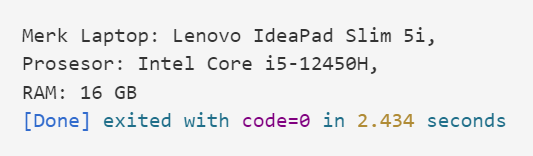 Merk Laptop: Lenovo IdeaPad Slim 5i,
Prosesor: Intel Core i5-12450H,
RAM: 16 GB
[Done] exited with code=0 in 2.434 seconds